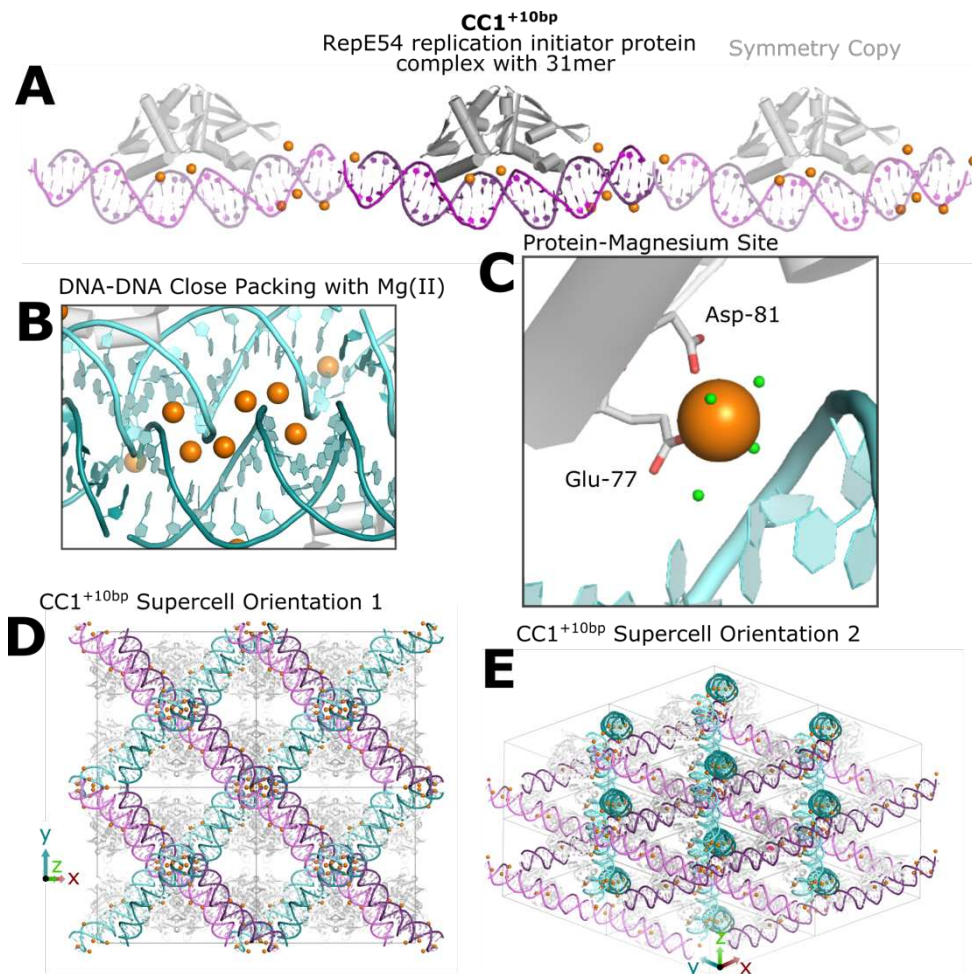 CC1+10bp
RepE54 replication initiator protein
complex with 31mer
Symmetry Copy
A
DNA-DNA Close Packing with Mg(II)
B
Protein-Magnesium Site
C
Asp-81
Glu-77
CC1+10bp Supercell Orientation 1
D
y
z
x
CC1+10bp Supercell Orientation 2
E
z
y
x